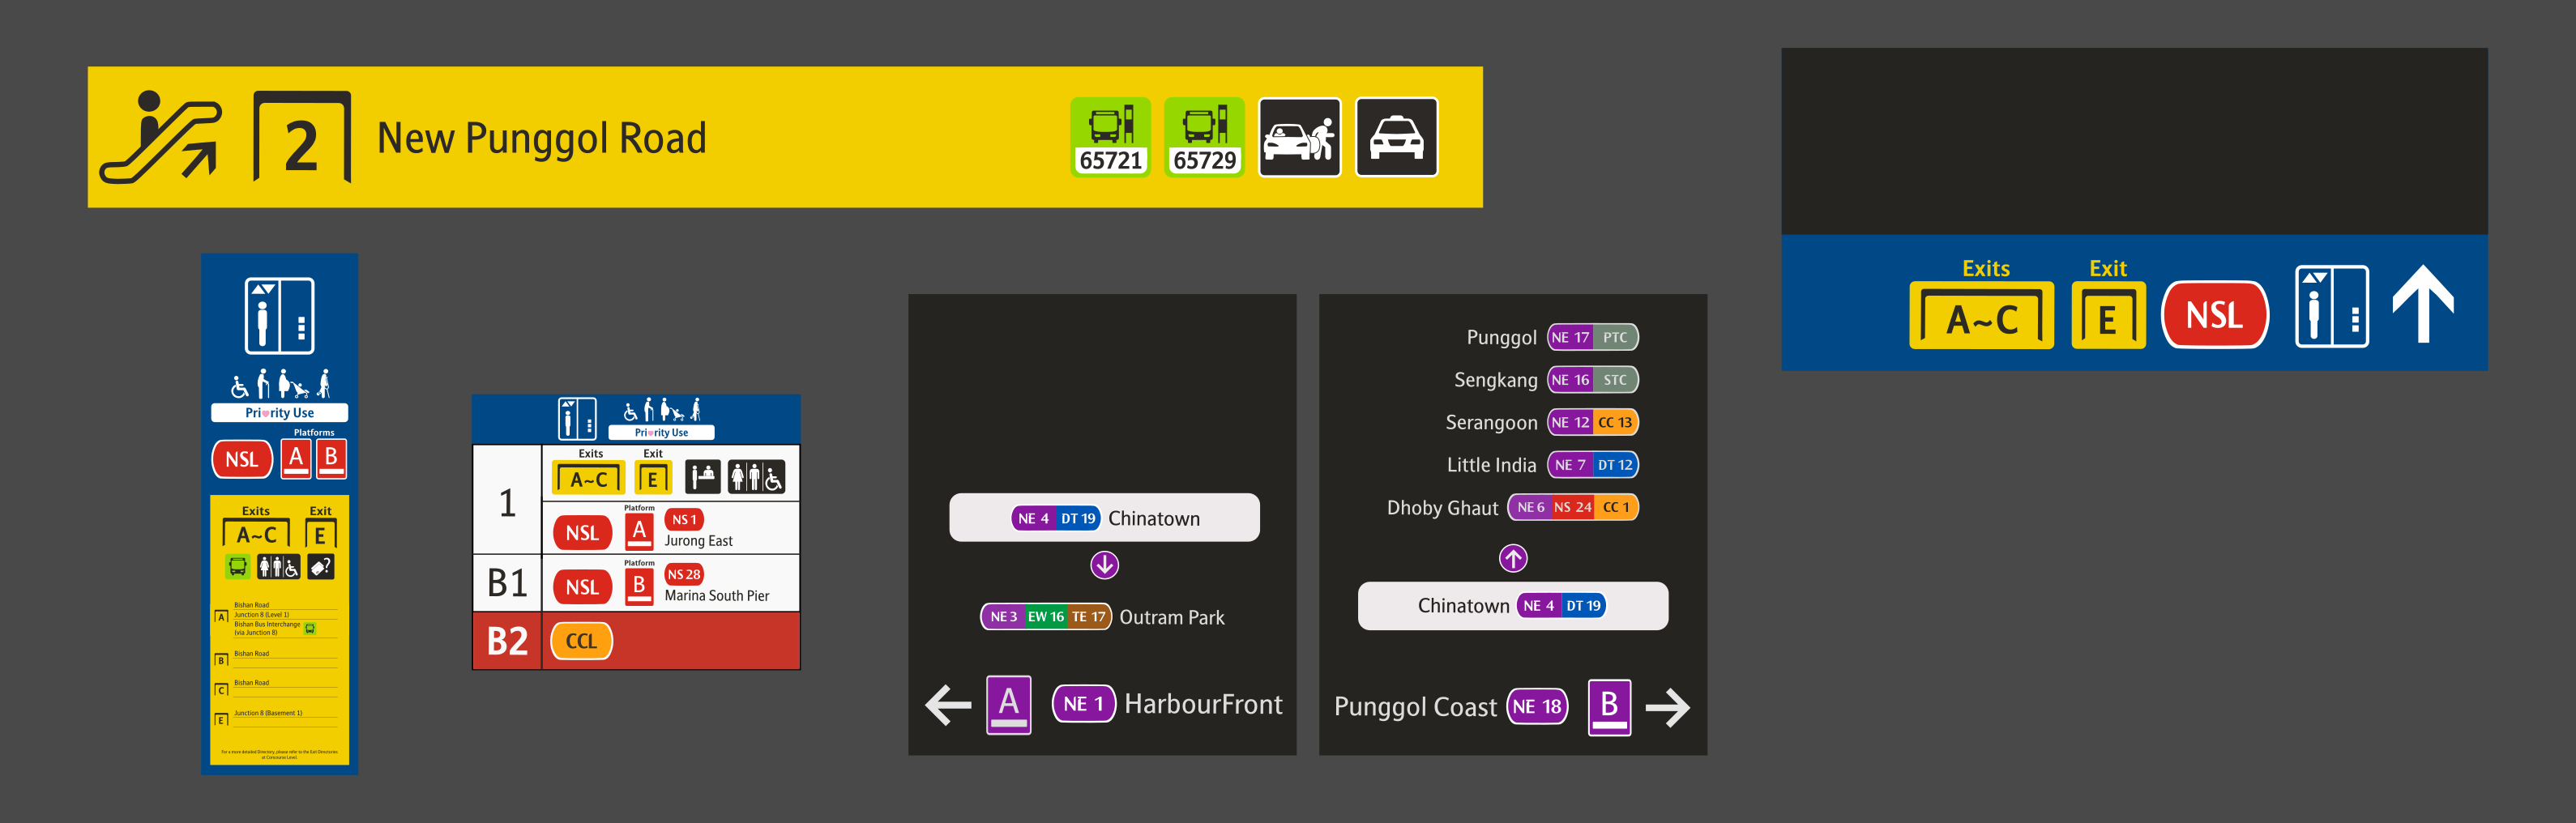 2 New Punggol Road
65721 65729
Exits Exit
A~C E NSL
Priority Use
Platforms
NSL A B
Exits Exit
A~C E
?
A Bishan Road
Junction 8 (Level 1)
Bishan Bus Interchange
(via Junction 8)
B Bishan Road
C Bishan Road
E Junction 8 (Basement 1)
For a more detailed Directory, please refer to the Exit Directories
at Concourse Level
Priority Use
1
Exits Exit
A~C E
Platform
NSL A NS 1
Jurong East
B1
Platform
NSL B NS 28
Marina South Pier
B2 CCL
NE 4 DT 19 Chinatown
NE 3 EW 16 TE 17 Outram Park
A NE 1 HarbourFront
Punggol NE 17 PTC
Sengkang NE 16 STC
Serangoon NE 12 CC 13
Little India NE 7 DT 12
Dhoby Ghaut NE 6 NS 24 CC 1
Chinatown NE 4 DT 19
Punggol Coast NE 18 B